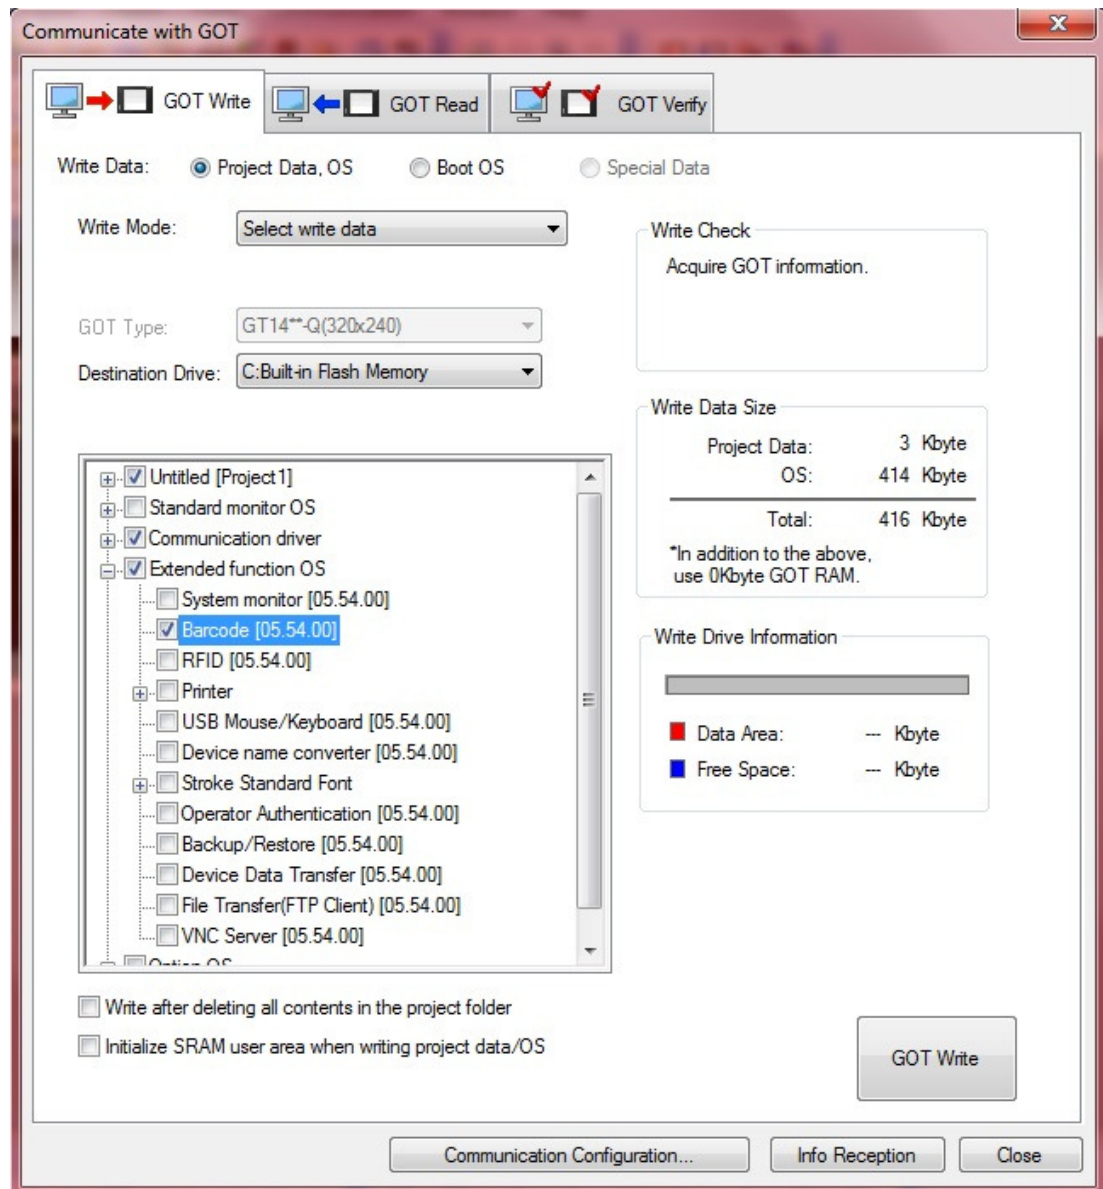 Communicate with GOT
GOT Write
GOT Read
GOT Verify
Write Data:
Project Data, OS
Boot OS
Special Data
Write Mode:
Select write data
GOT Type:
GT14**-Q(320x240)
Destination Drive:
C:Built-in Flash Memory
Untitled [Project1]
Standard monitor OS
Communication driver
Extended function OS
System monitor [05.54.00]
Barcode [05.54.00]
RFID [05.54.00]
Printer
USB Mouse/Keyboard [05.54.00]
Device name converter [05.54.00]
Stroke Standard Font
Operator Authentication [05.54.00]
Backup/Restore [05.54.00]
Device Data Transfer [05.54.00]
File Transfer(FTP Client) [05.54.00]
VNC Server [05.54.00]
Option OS
Write after deleting all contents in the project folder
Initialize SRAM user area when writing project data/OS
Write Check
Acquire GOT information.
Write Data Size
Project Data: 3 Kbyte
OS: 414 Kbyte
Total: 416 Kbyte
*In addition to the above,
use 0Kbyte GOT RAM.
Write Drive Information
Data Area: --- Kbyte
Free Space: --- Kbyte
GOT Write
Communication Configuration...
Info Reception
Close